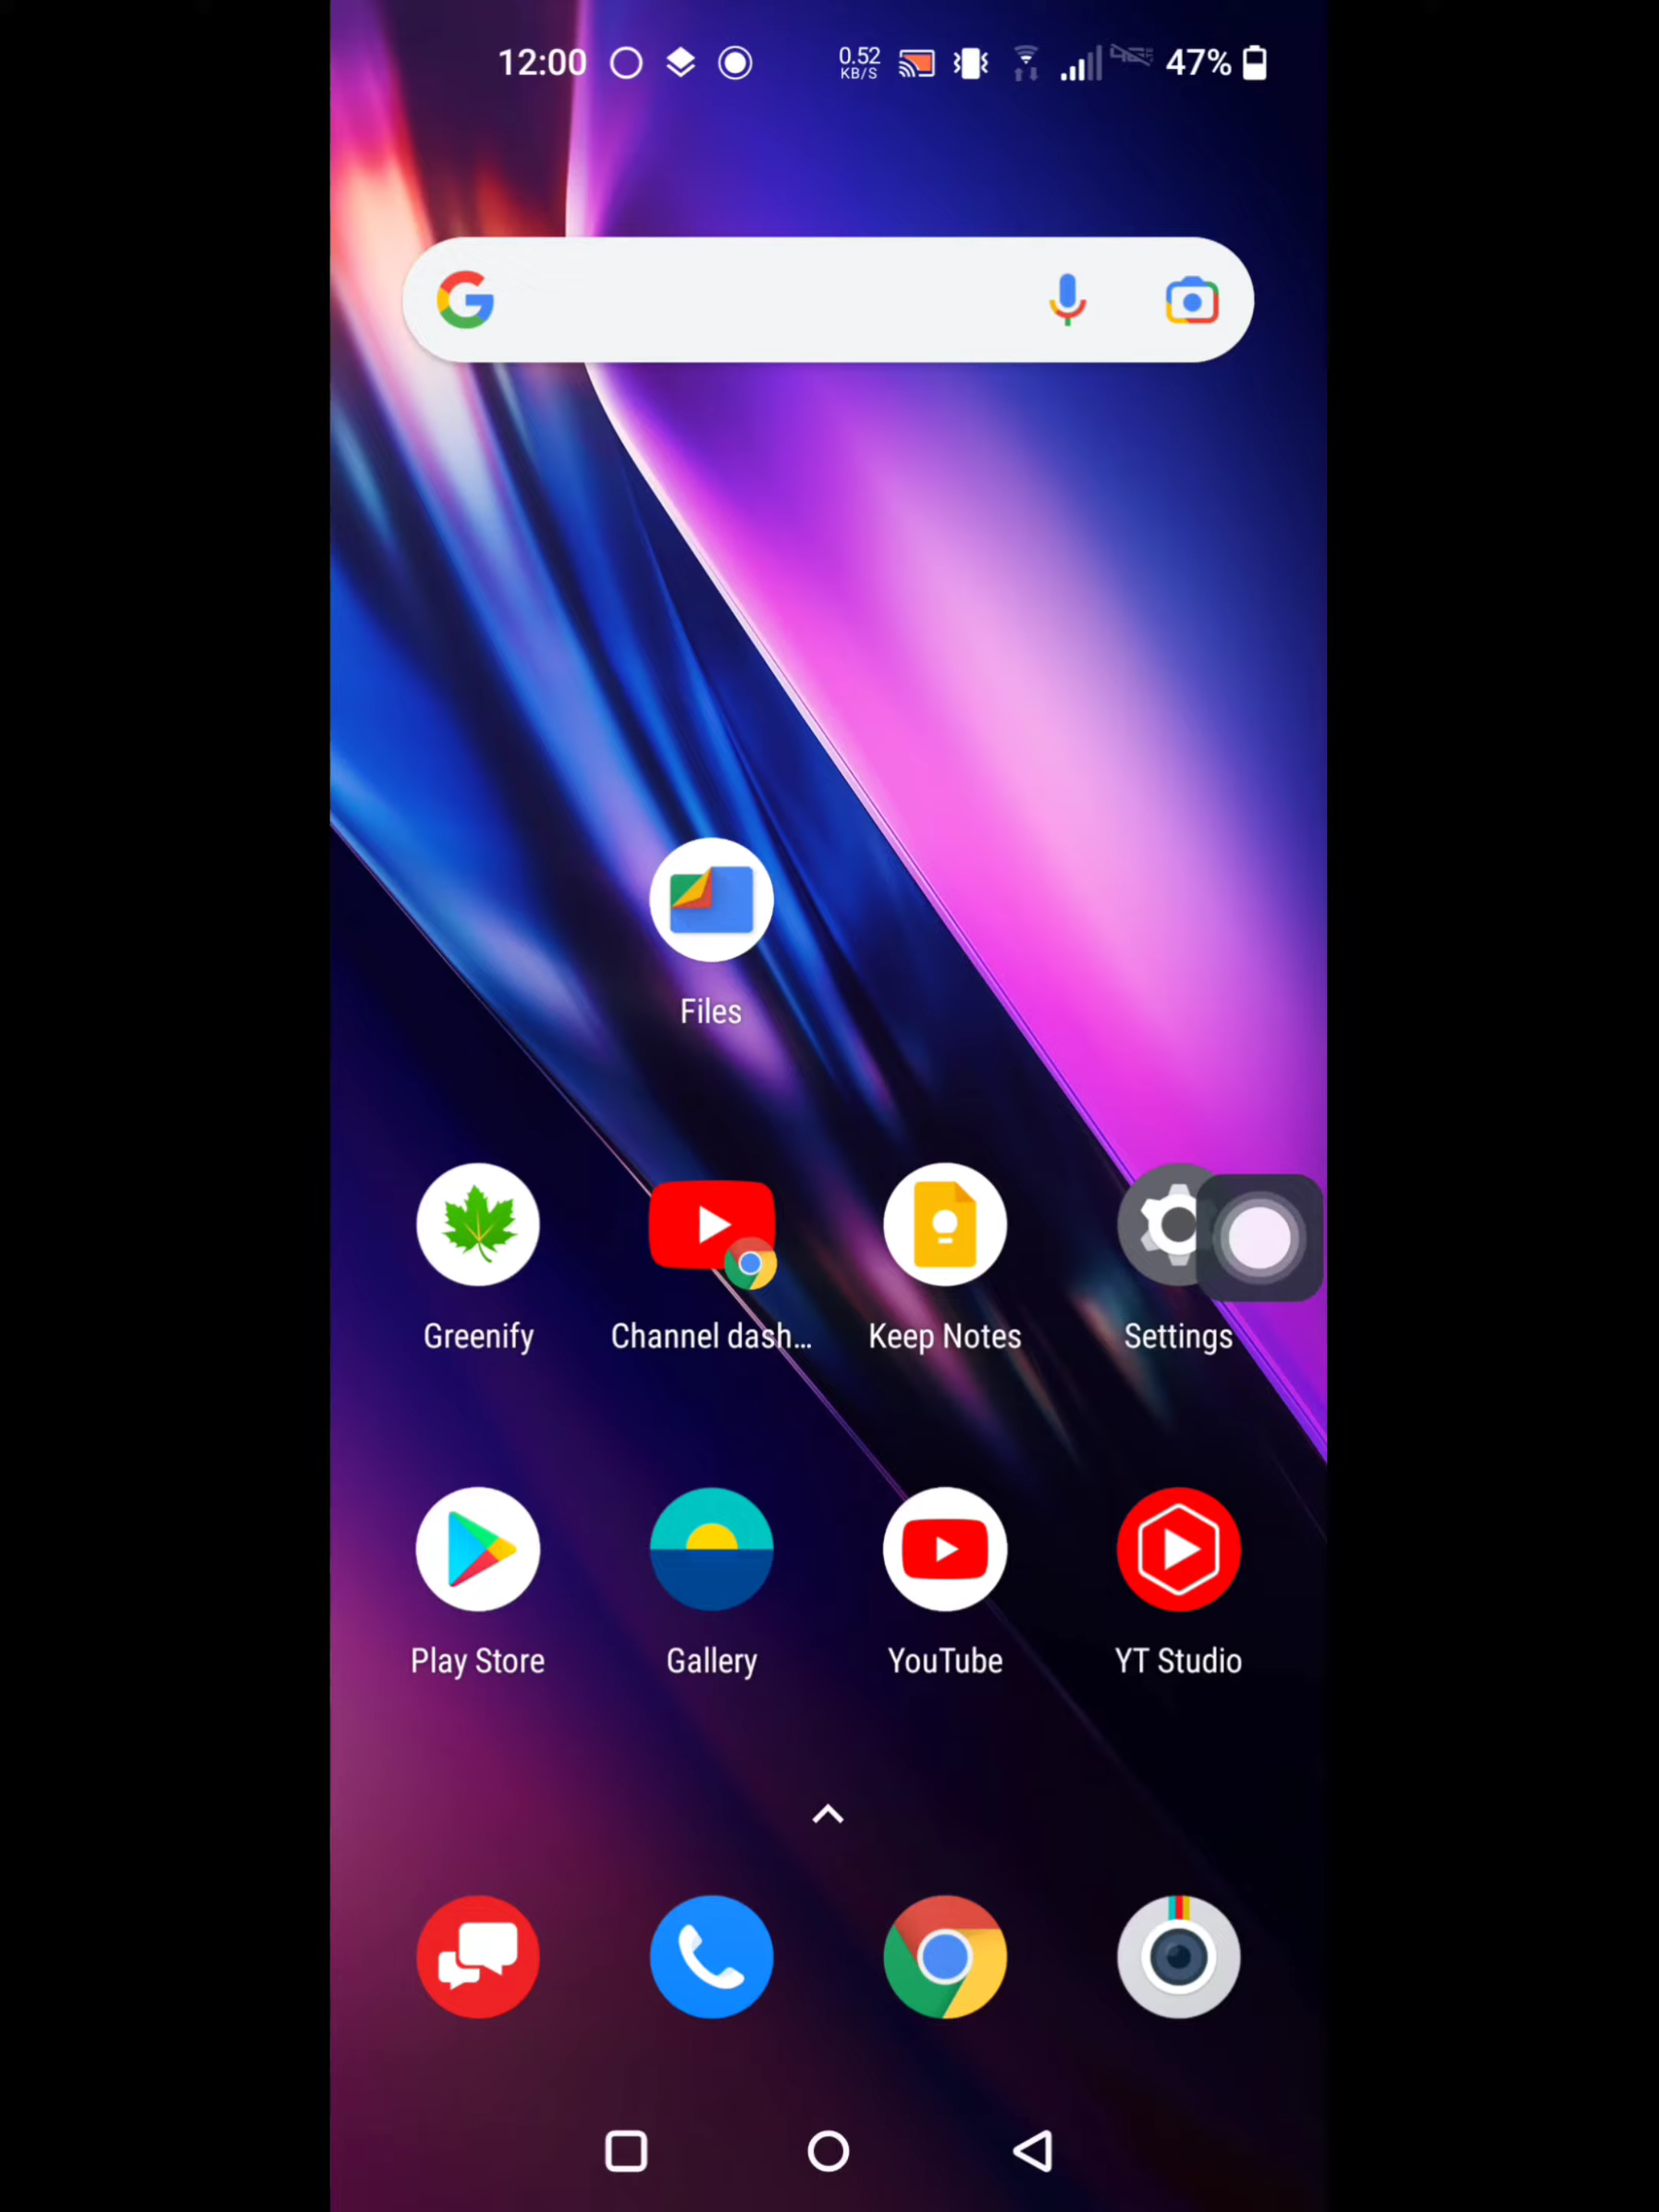 12:00 0.52 KB/S 47%
Files
Greenify Channel dash... Keep Notes Settings
Play Store Gallery YouTube YT Studio